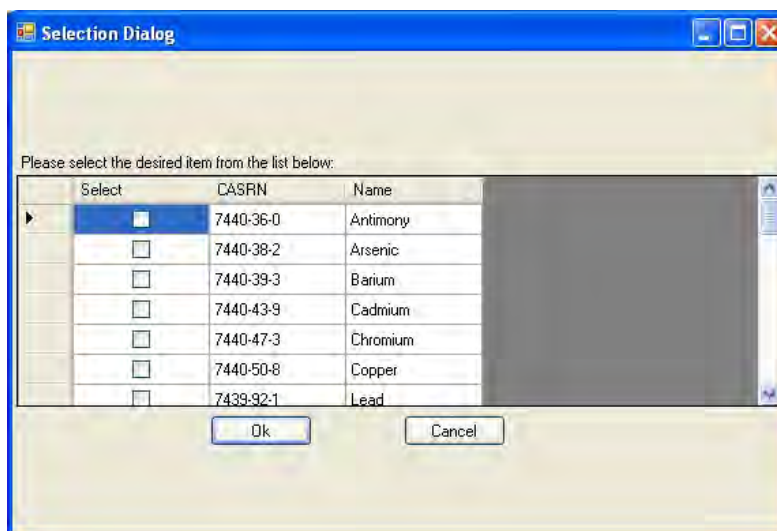 Selection Dialog
Please select the desired item from the list below:
Select CASRN Name
7440-36-0 Antimony
7440-38-2 Arsenic
7440-39-3 Barium
7440-43-9 Cadmium
7440-47-3 Chromium
7440-50-8 Copper
7439-92-1 Lead
Ok Cancel